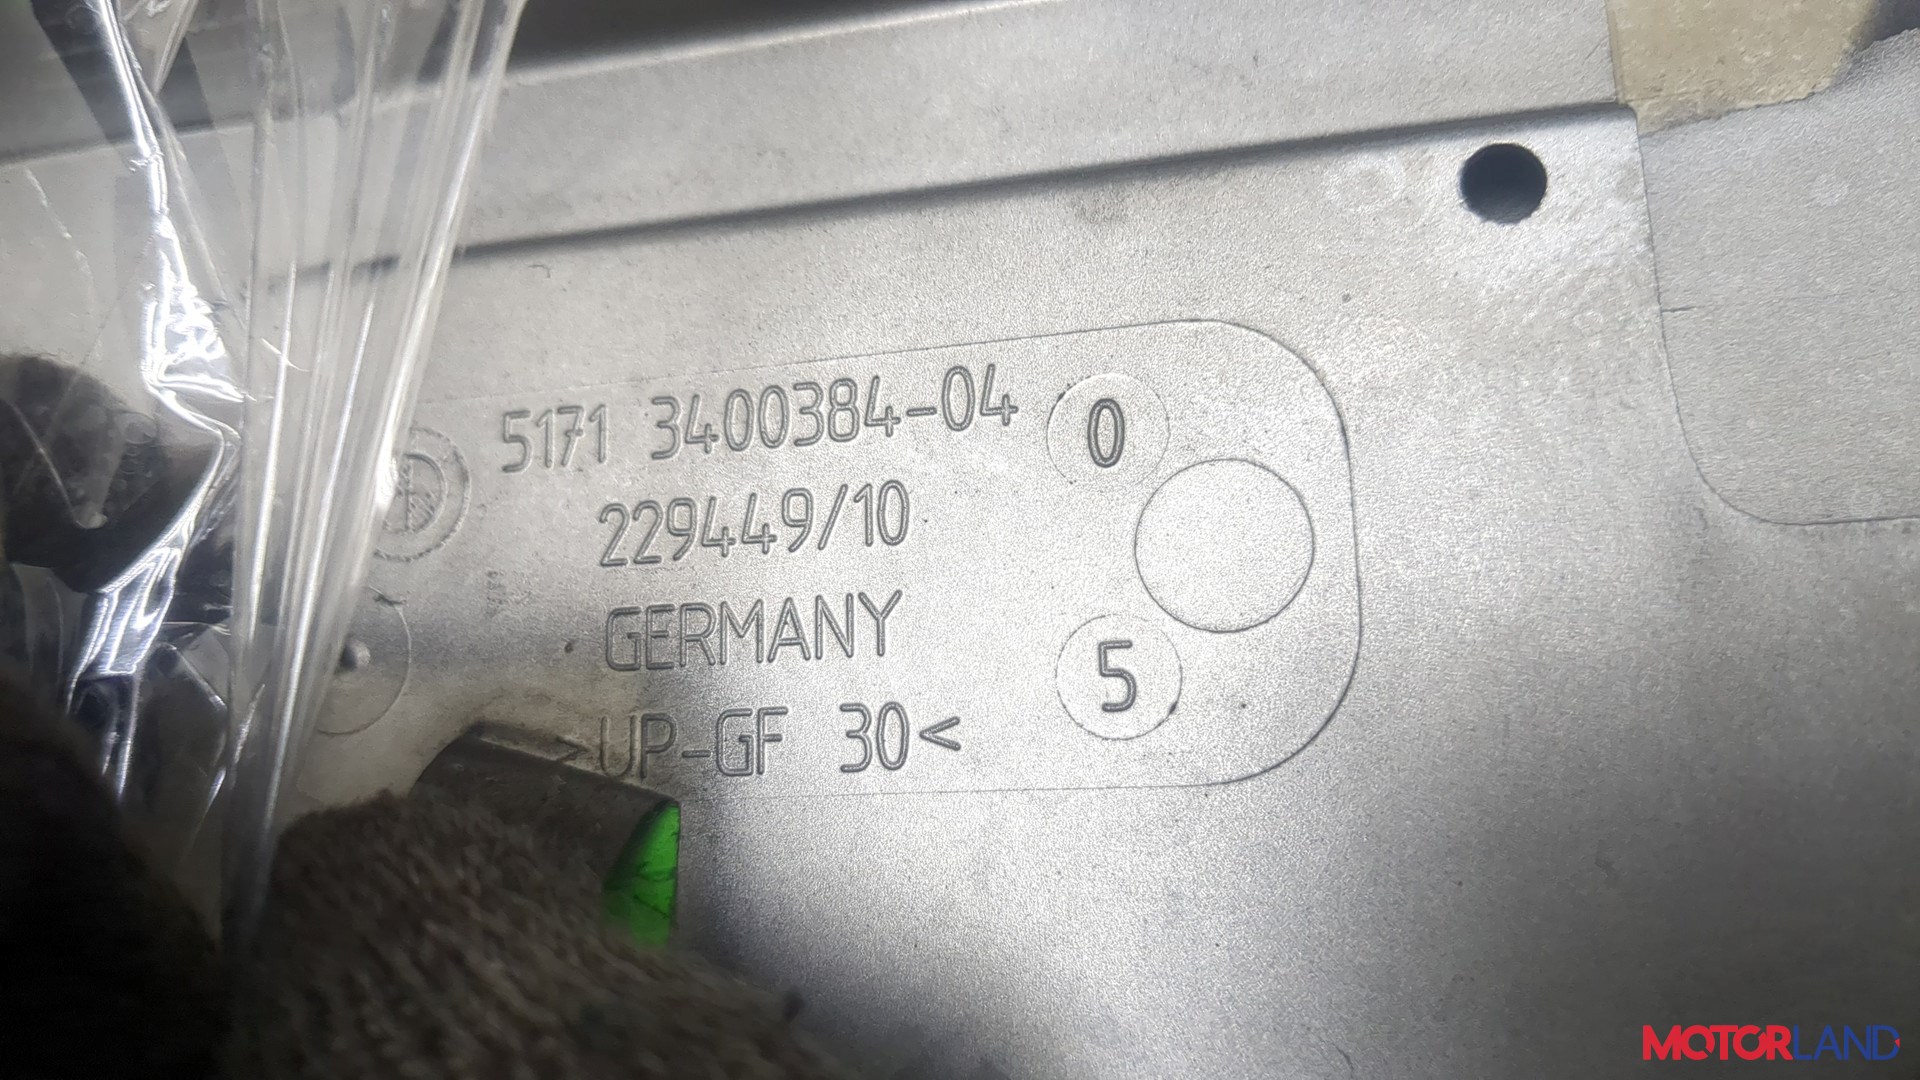 5171 3400384-04
0
229449/10
GERMANY
5
>UP-GF 30<
MOTORLAND